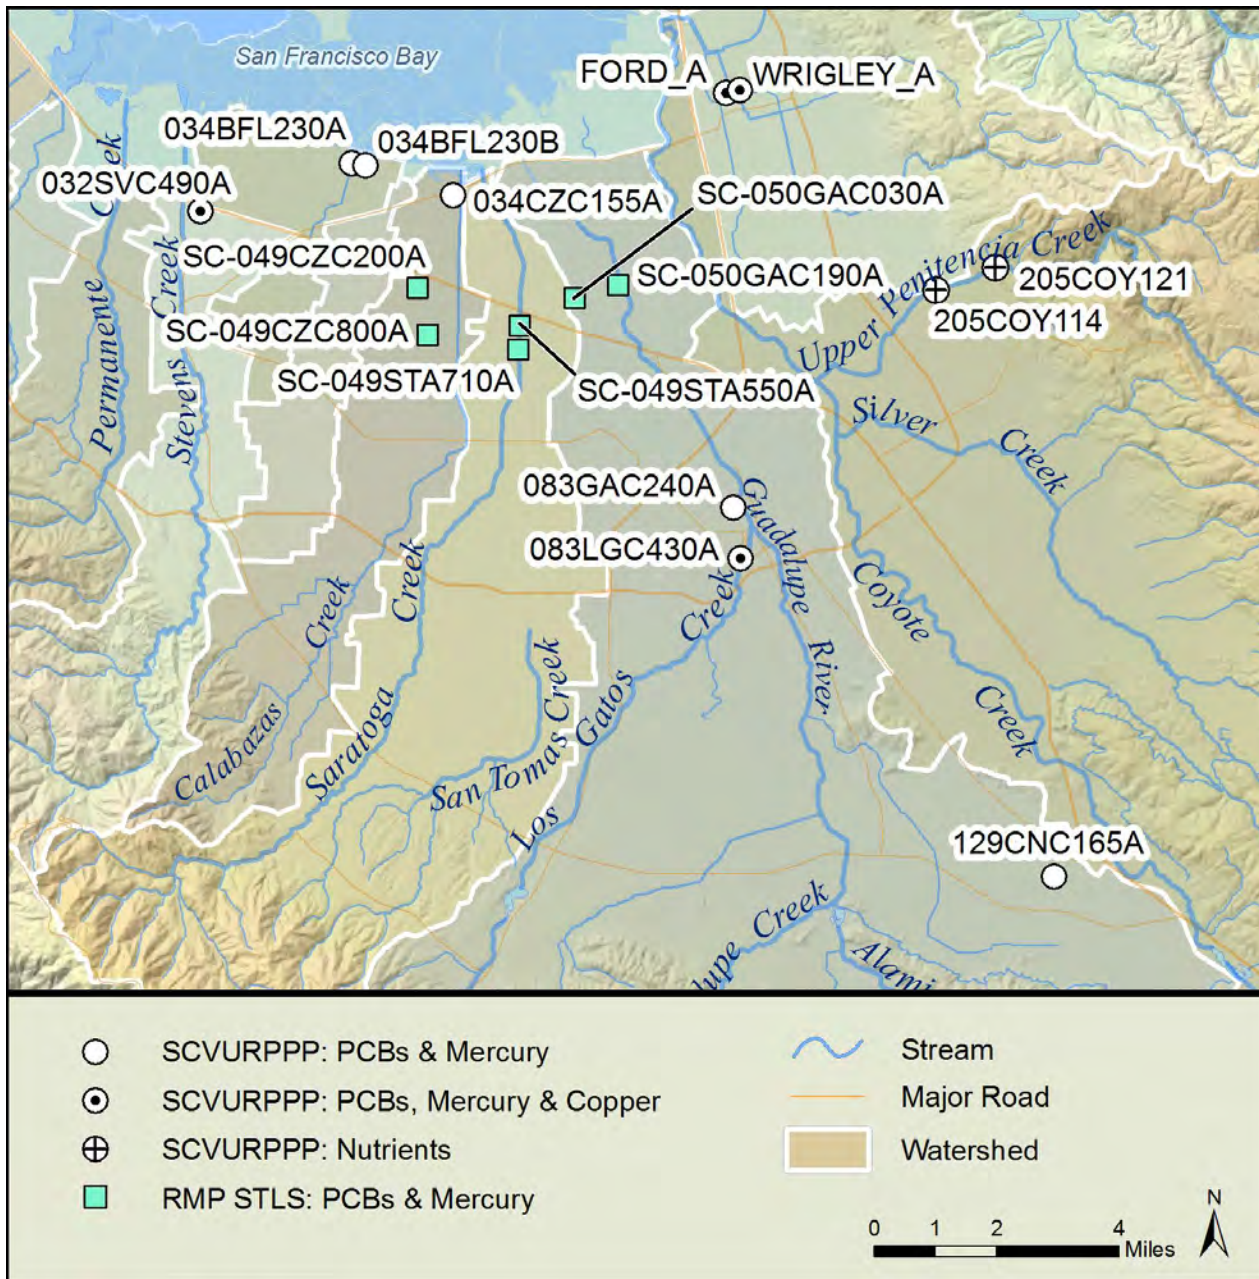 San Francisco Bay
FORD_A
WRIGLEY_A
034BFL230A
034BFL230B
032SVC490A
034CZC155A
SC-050GAC030A
SC-049CZC200A
SC-050GAC190A
205COY121
205COY114
SC-049CZC800A
SC-049STA710A
SC-049STA550A
Permanente Creek
Stevens Creek
Upper Penitencia Creek
Silver Creek
083GAC240A
083LGC430A
Guadalupe River
Coyote Creek
Calabazas Creek
Saratoga Creek
San Tomas Creek
Los Gatos Creek
129CNC165A
lupe Creek
Alami
SCVURPPP: PCBs & Mercury
SCVURPPP: PCBs, Mercury & Copper
SCVURPPP: Nutrients
RMP STLS: PCBs & Mercury
Stream
Major Road
Watershed
N
0 1 2 4
Miles